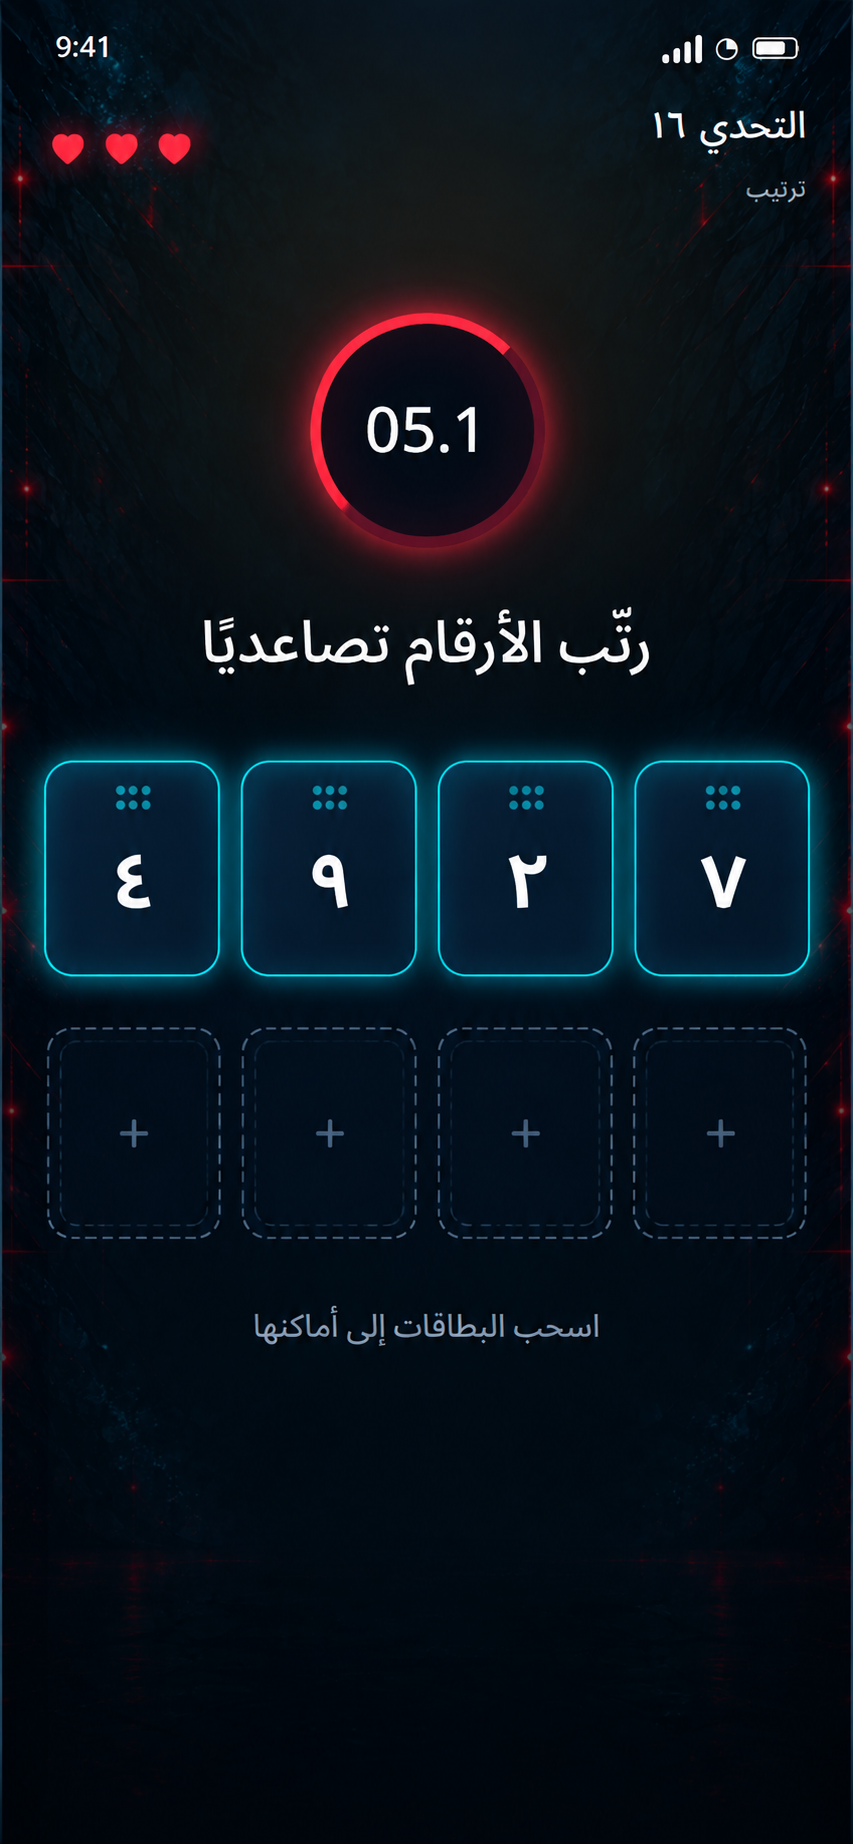 9:41
التحدي ١٦
ترتيب
05.1
رتّب الأرقام تصاعديًا
٧ ٢ ٩ ٤
+ + + +
اسحب البطاقات إلى أماكنها